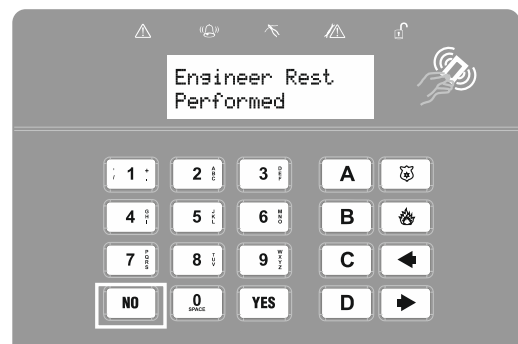 Engineer Rest
Performed
; 1 + / .
2 A B C
3 D E F
A
4 G H I
5 J K L
6 M N O
B
7 P Q R S
8 T U V
9 W X Y Z
C
NO
0 SPACE
YES
D